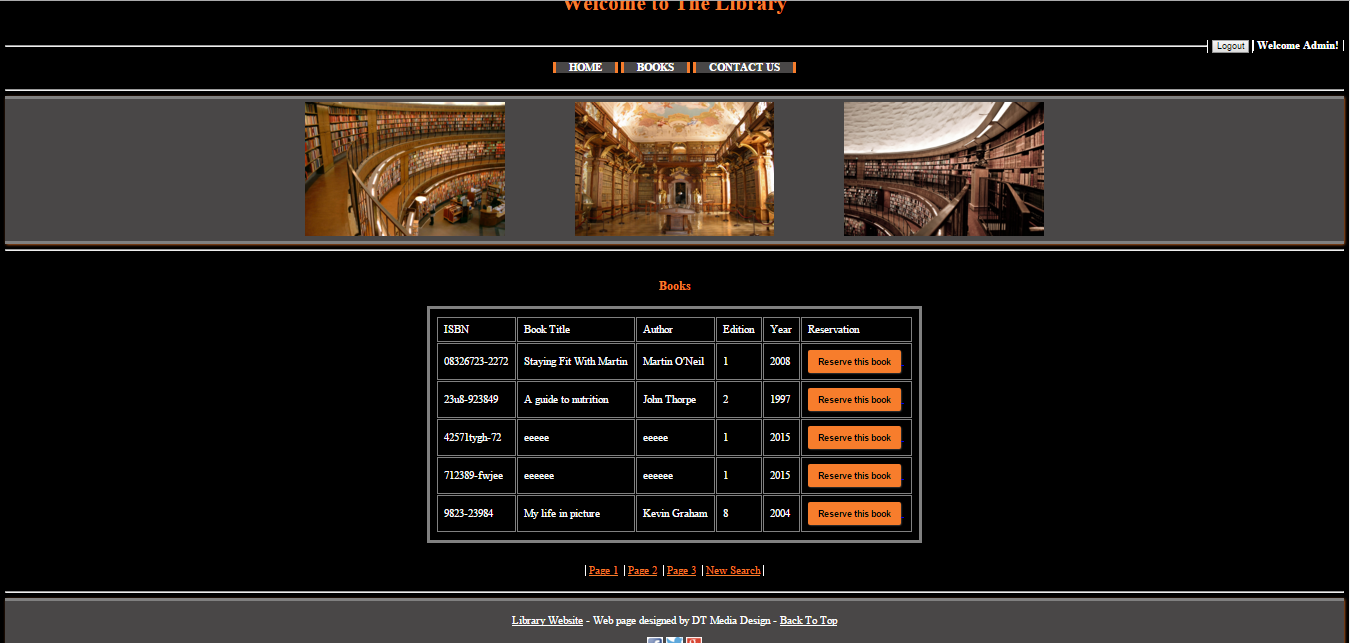 Welcome to The Library
Logout | Welcome Admin! |
HOME BOOKS CONTACT US
Books
ISBN Book Title Author Edition Year Reservation
08326723-2272 Staying Fit With Martin Martin O'Neil 1 2008 Reserve this book
23u8-923849 A guide to nutrition John Thorpe 2 1997 Reserve this book
42571tygh-72 eeeee eeeee 1 2015 Reserve this book
712389-fwjee eeeeee eeeeee 1 2015 Reserve this book
9823-23984 My life in picture Kevin Graham 8 2004 Reserve this book
| Page 1 | Page 2 | Page 3 | New Search |
Library Website - Web page designed by DT Media Design - Back To Top